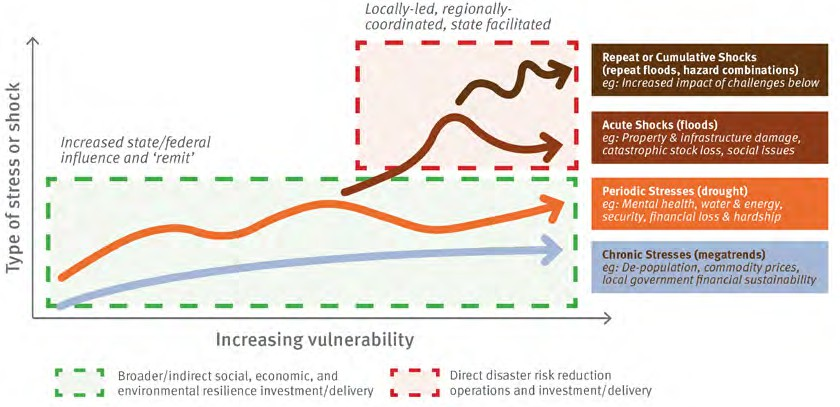 Locally-led, regionally-
coordinated, state facilitated
Increased state/federal
influence and ‘remit’
Type of stress or shock
Increasing vulnerability
Repeat or Cumulative Shocks
(repeat floods, hazard combinations)
eg: Increased impact of challenges below
Acute Shocks (floods)
eg: Property & infrastructure damage,
catastrophic stock loss, social issues
Periodic Stresses (drought)
eg: Mental health, water & energy,
security, financial loss & hardship
Chronic Stresses (megatrends)
eg: De-population, commodity prices,
local government financial sustainability
Broader/indirect social, economic, and
environmental resilience investment/delivery
Direct disaster risk reduction
operations and investment/delivery